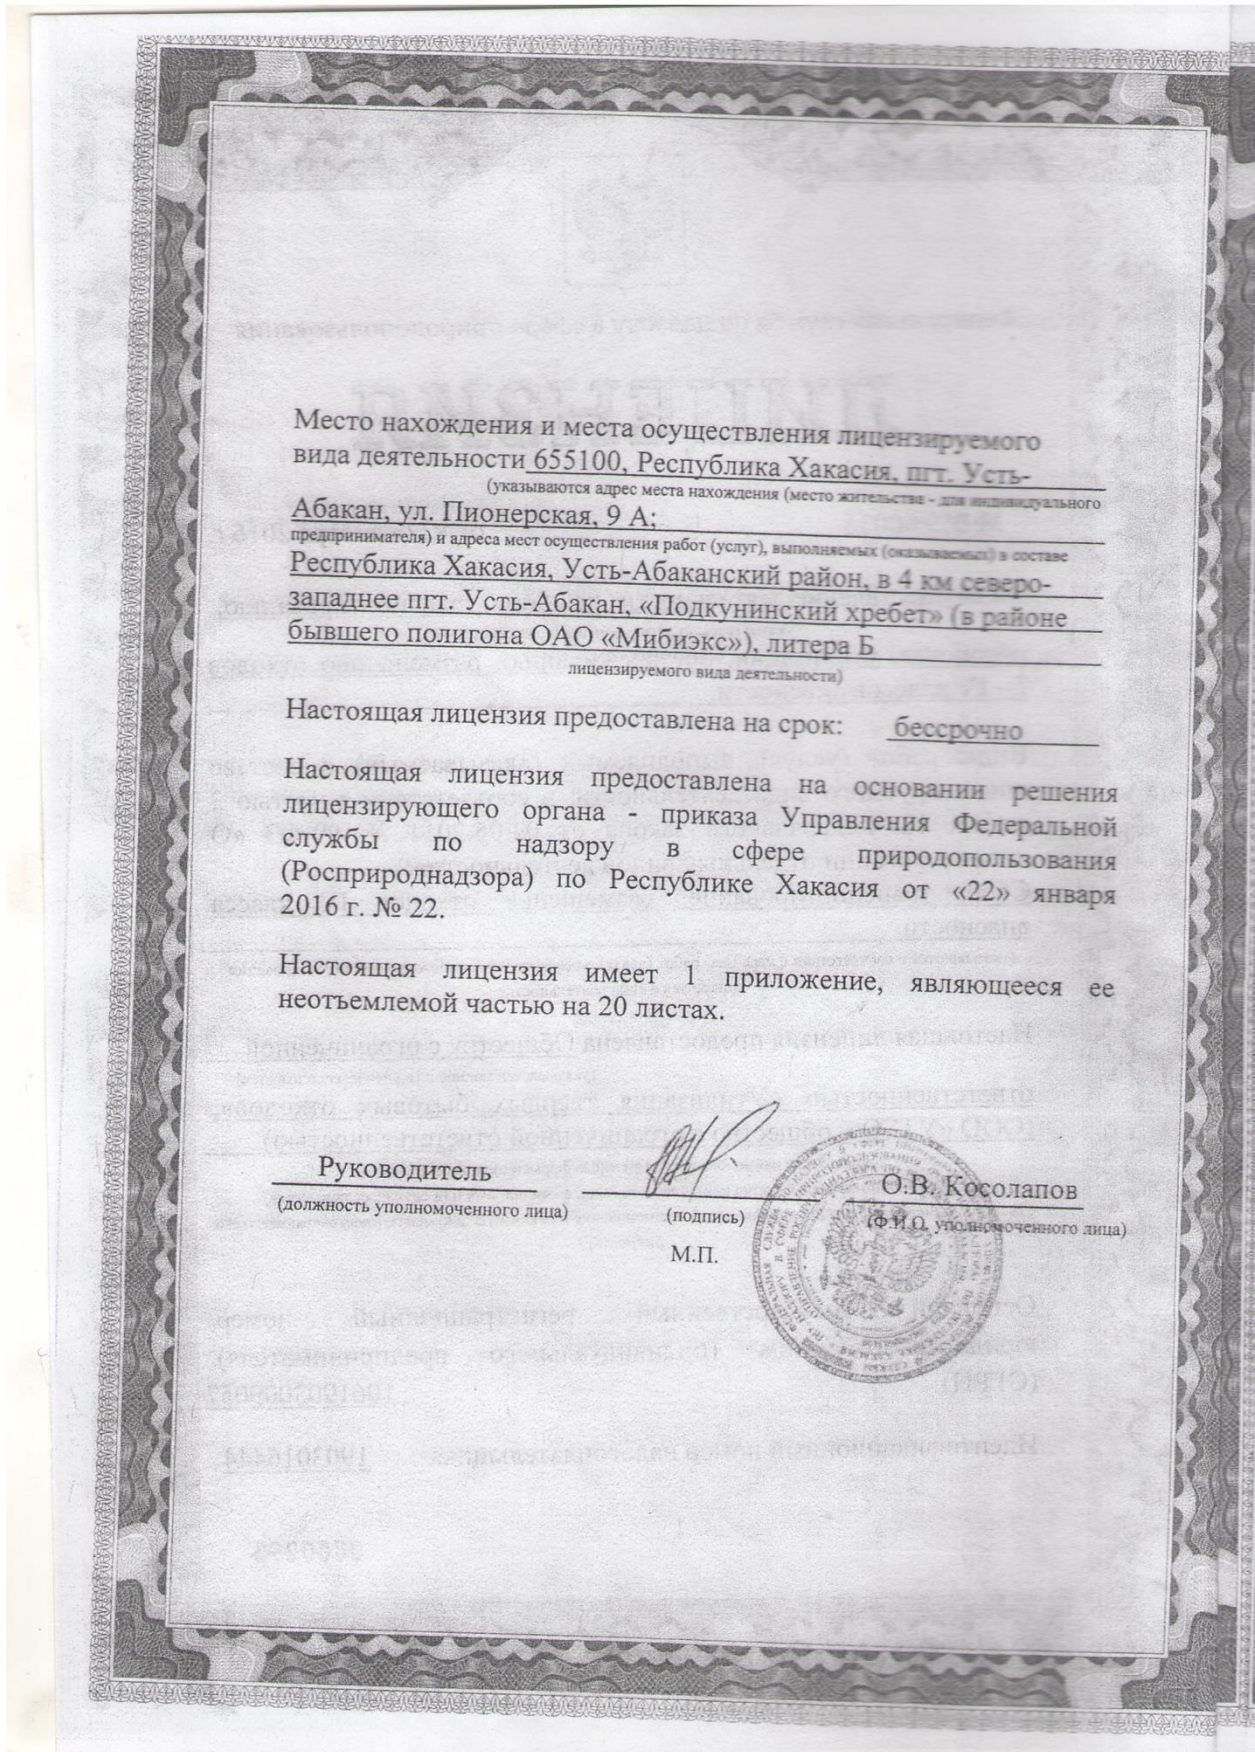 Место нахождения и места осуществления лицензируемого
вида деятельности 655100, Республика Хакасия, пгт. Усть-
(указываются адрес места нахождения (место жительства - для индивидуального
Абакан, ул. Пионерская, 9 А;
предпринимателя) и адреса мест осуществления работ (услуг), выполняемых (оказываемых) в составе
Республика Хакасия, Усть-Абаканский район, в 4 км северо-
западнее пгт. Усть-Абакан, «Подкунинский хребет» (в районе
бывшего полигона ОАО «Мибиэкс»), литера Б
лицензируемого вида деятельности)
Настоящая лицензия предоставлена на срок: бессрочно
Настоящая лицензия предоставлена на основании решения
лицензирующего органа - приказа Управления Федеральной
службы по надзору в сфере природопользования
(Росприроднадзора) по Республике Хакасия от «22» января
2016 г. № 22.
Настоящая лицензия имеет 1 приложение, являющееся ее
неотъемлемой частью на 20 листах.
Руководитель О.В. Косолапов
(должность уполномоченного лица) (подпись) (Ф.И.О. уполномоченного лица)
М.П.